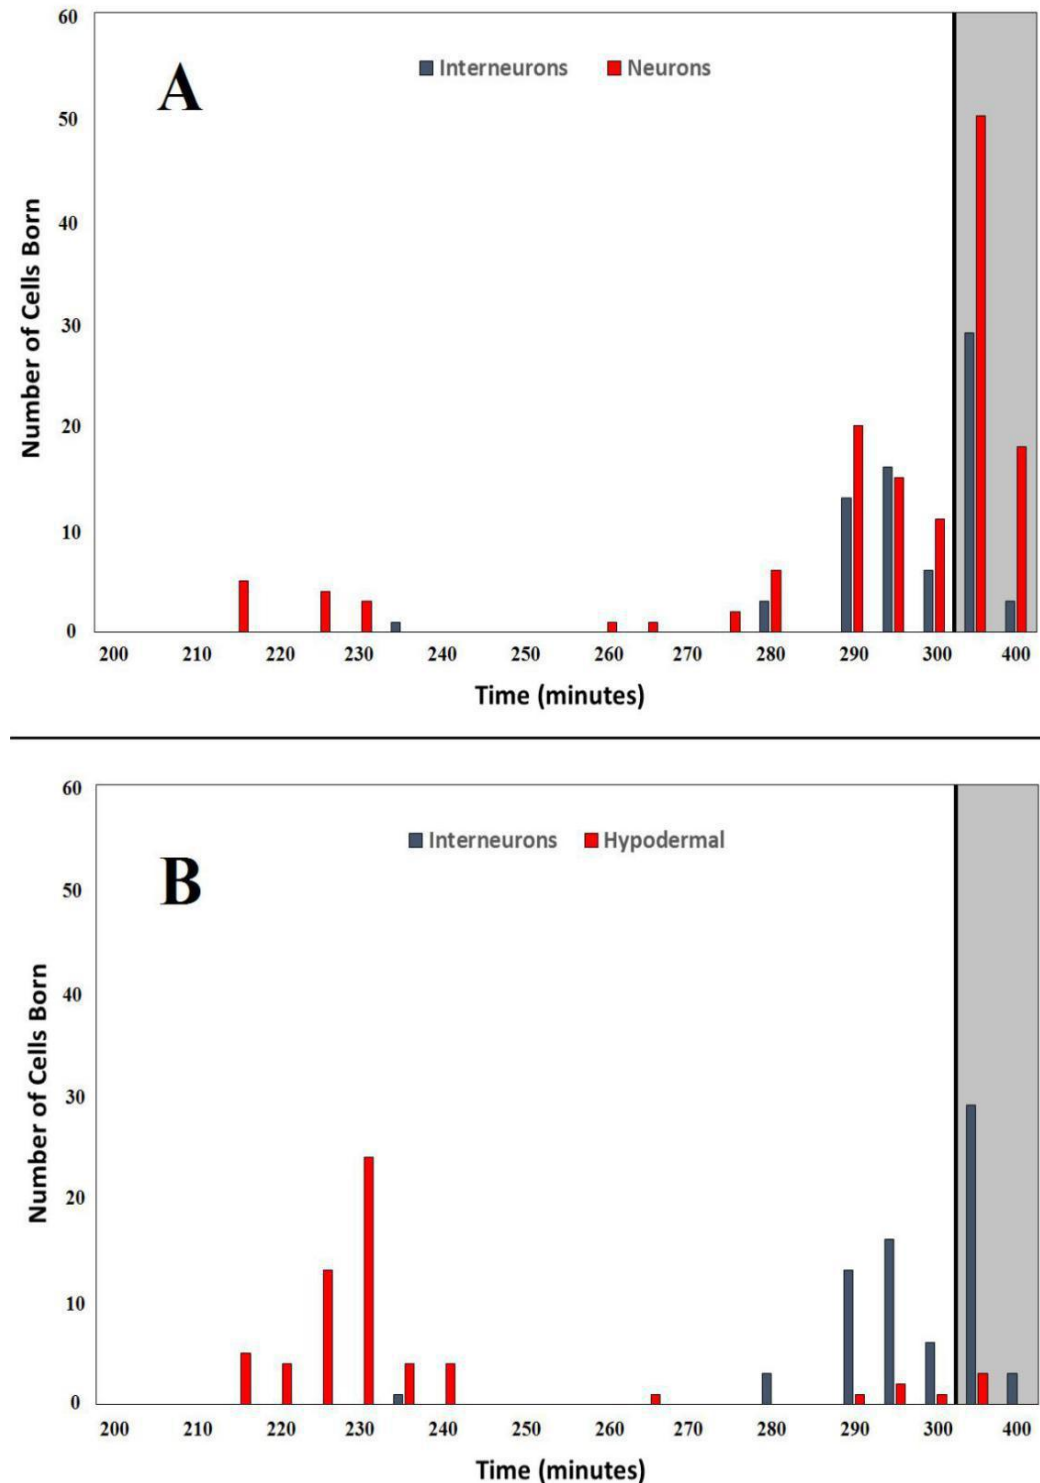 60
Interneurons Neurons
A
50
40
30
20
10
0
Number of Cells Born
200 210 220 230 240 250 260 270 280 290 300 400
Time (minutes)
60
Interneurons Hypodermal
B
50
40
30
20
10
0
Number of Cells Born
200 210 220 230 240 250 260 270 280 290 300 400
Time (minutes)